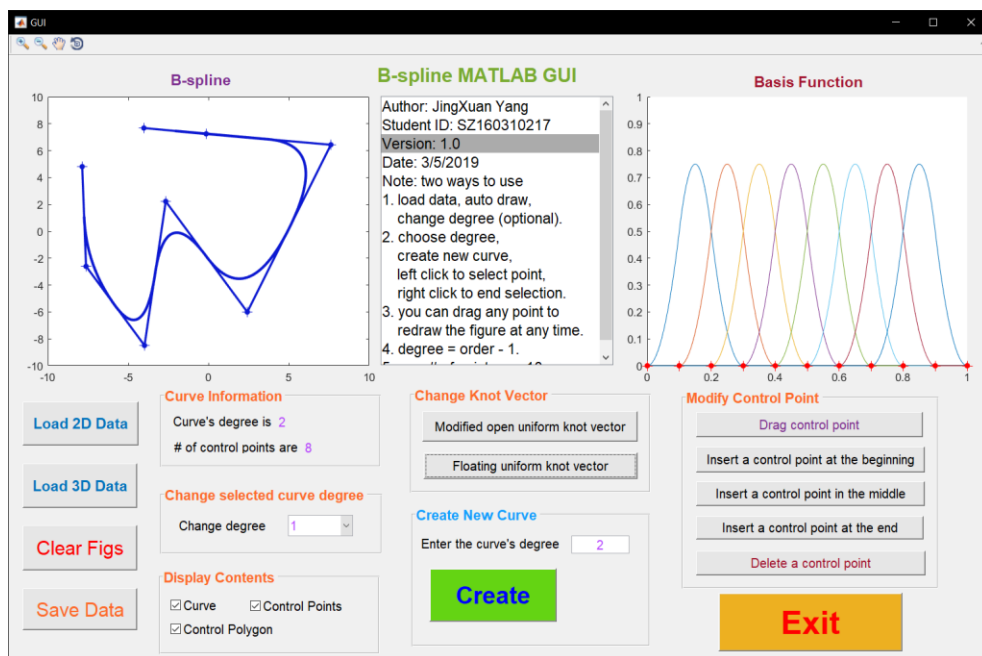 GUI
B-spline MATLAB GUI
B-spline
10
8
6
4
2
0
-2
-4
-6
-8
-10
-10
-5
0
5
10
Author: JingXuan Yang
Student ID: SZ160310217
Version: 1.0
Date: 3/5/2019
Note: two ways to use
1. load data, auto draw,
change degree (optional).
2. choose degree,
create new curve,
left click to select point,
right click to end selection.
3. you can drag any point to
redraw the figure at any time.
4. degree = order - 1.
Basis Function
1
0.9
0.8
0.7
0.6
0.5
0.4
0.3
0.2
0.1
0
0
0.2
0.4
0.6
0.8
1
Load 2D Data
Load 3D Data
Clear Figs
Save Data
Curve Information
Curve's degree is 2
# of control points are 8
Change selected curve degree
Change degree 1
Display Contents
Curve Control Points
Control Polygon
Change Knot Vector
Modified open uniform knot vector
Floating uniform knot vector
Create New Curve
Enter the curve's degree 2
Create
Modify Control Point
Drag control point
Insert a control point at the beginning
Insert a control point in the middle
Insert a control point at the end
Delete a control point
Exit